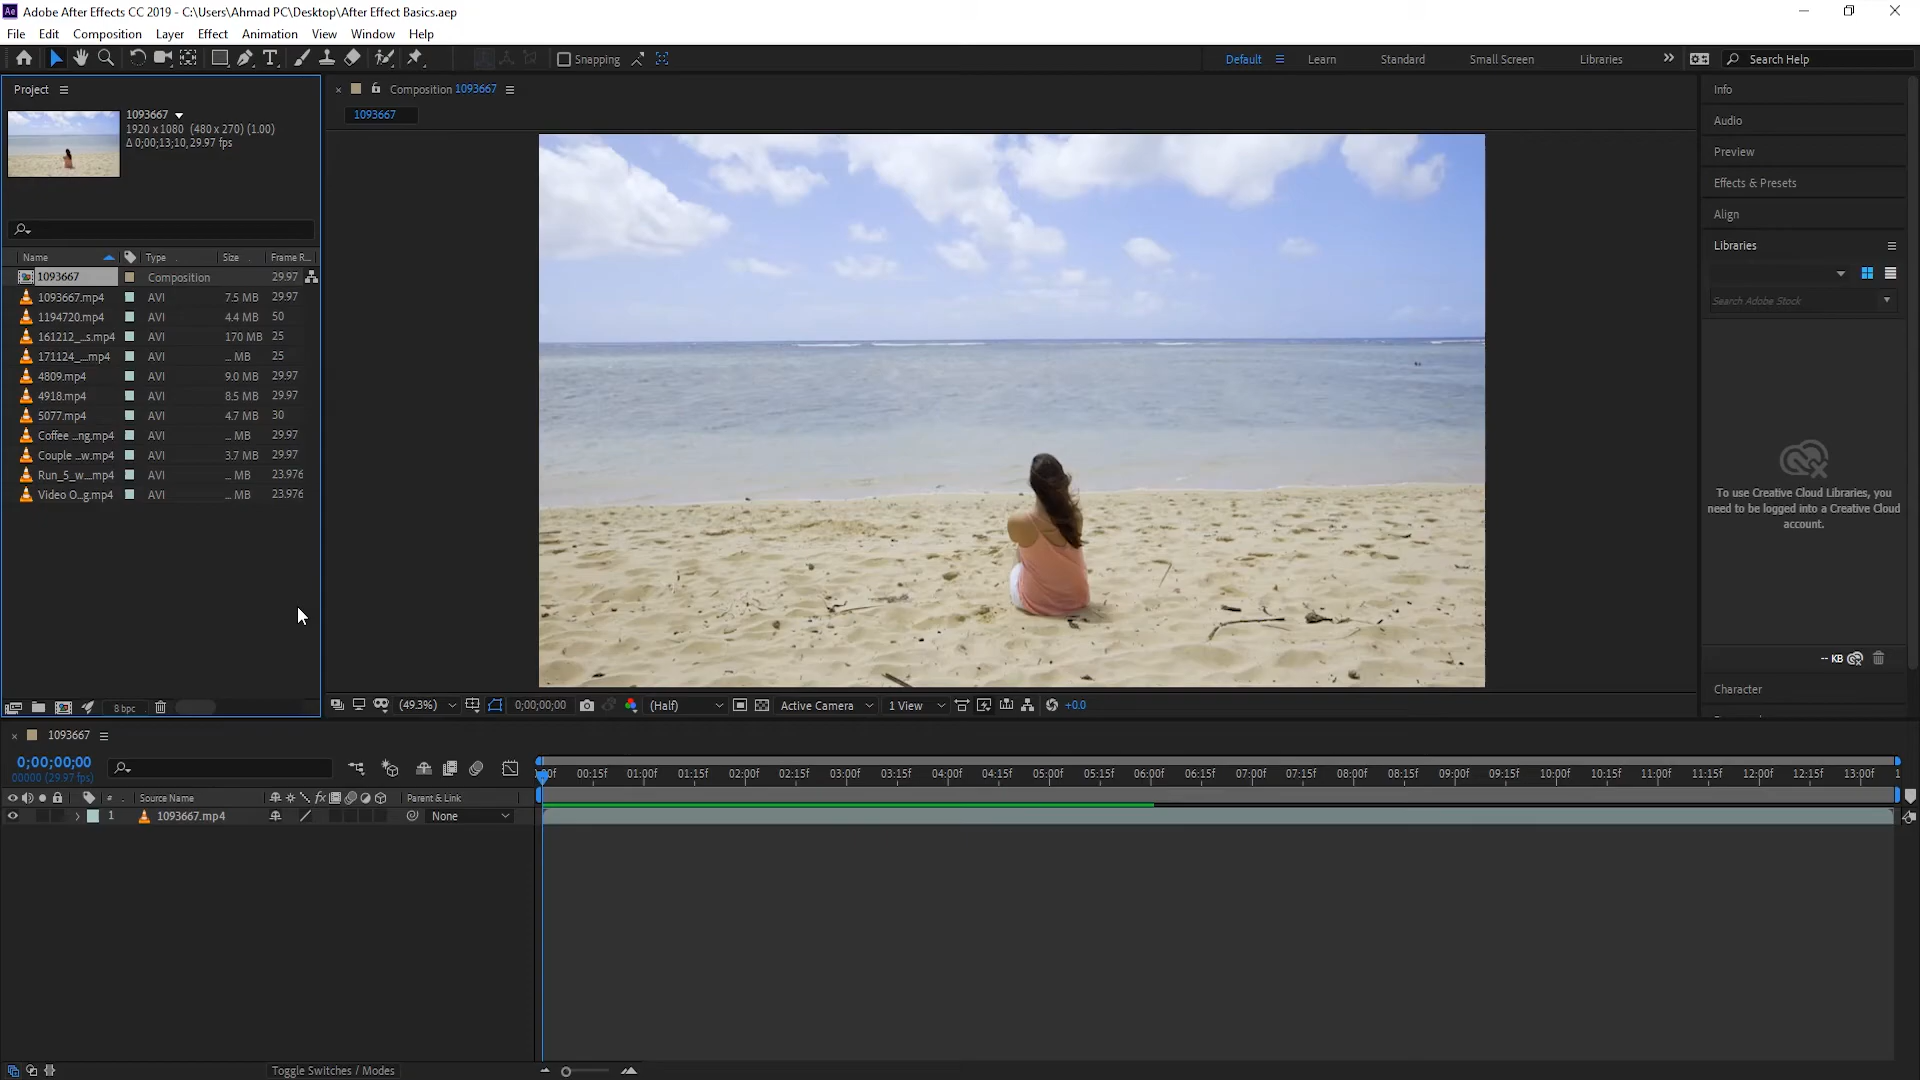 Ae Adobe After Effects CC 2019 - C:\Users\Ahmad PC\Desktop\After Effect Basics.aep
File Edit Composition Layer Effect Animation View Window Help
Snapping
Default Learn Standard Small Screen Libraries Search Help
Project
1093667
1920 x 1080 (480 x 270) (1.00)
Δ 0;00;13;10, 29.97 fps
Name Type Size Frame R...
1093667 Composition 29.97
1093667.mp4 AVI 7.5 MB 29.97
1194720.mp4 AVI 4.4 MB 50
161212_...s.mp4 AVI 170 MB 25
171124_...mp4 AVI ... MB 25
4809.mp4 AVI 9.0 MB 29.97
4918.mp4 AVI 8.5 MB 29.97
5077.mp4 AVI 4.7 MB 30
Coffee ...ng.mp4 AVI ... MB 29.97
Couple ...w.mp4 AVI 3.7 MB 29.97
Run_5_w...mp4 AVI ... MB 23.976
Video O...g.mp4 AVI ... MB 23.976
8 bpc
Composition 1093667
1093667
(49.3%) 0;00;00;00 (Half) Active Camera 1 View +0.0
Info
Audio
Preview
Effects & Presets
Align
Libraries
Search Adobe Stock
To use Creative Cloud Libraries, you
need to be logged into a Creative Cloud
account.
-- KB
Character
1093667
0;00;00;00
00000 (29.97 fps)
00:15f 01:00f 01:15f 02:00f 02:15f 03:00f 03:15f 04:00f 04:15f 05:00f 05:15f 06:00f 06:15f 07:00f 07:15f 08:00f 08:15f 09:00f 09:15f 10:00f 10:15f 11:00f 11:15f 12:00f 12:15f 13:00f
# Source Name fx Parent & Link
1 1093667.mp4 None
Toggle Switches / Modes